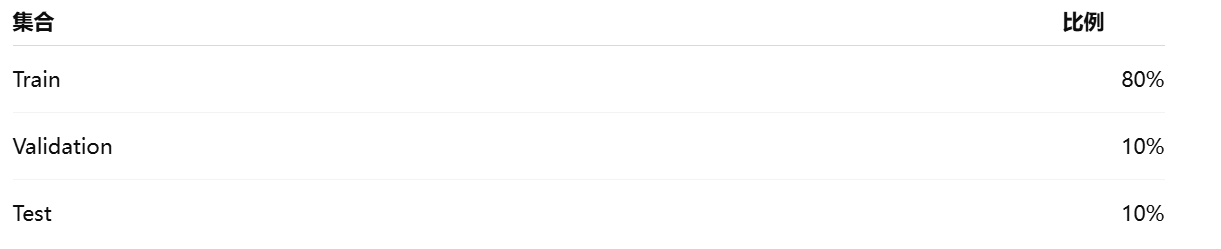 集合 比例
Train 80%
Validation 10%
Test 10%